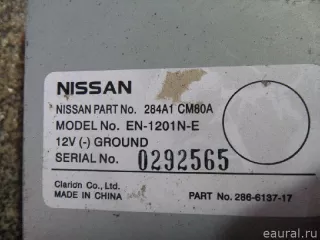 NISSAN
NISSAN PART No. 284A1 CM80A
MODEL No. EN-1201N-E
12V (-) GROUND
SERIAL No. 0292565
Clarion Co., Ltd.
MADE IN CHINA PART No. 286-6137-17
eaural.ru